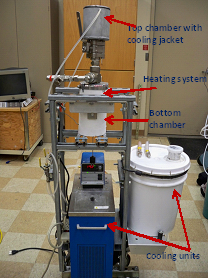 Top chamber with
cooling jacket
Heating system
Bottom
chamber
Cooling units